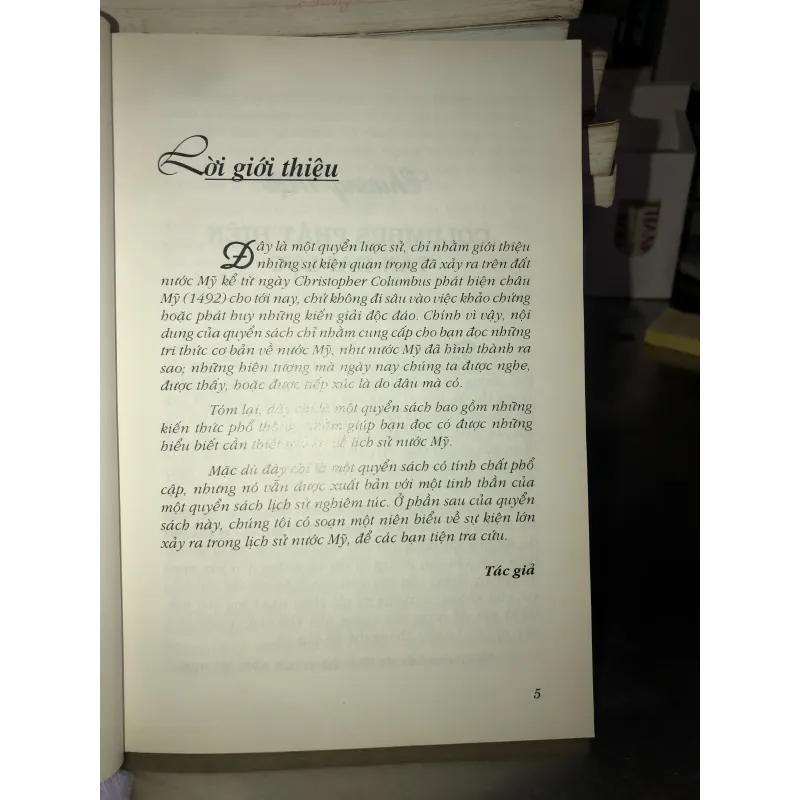 Lời giới thiệu
Đây là một quyển lược sử, chỉ nhằm giới thiệu
những sự kiện quan trọng đã xảy ra trên đất
nước Mỹ kể từ ngày Christopher Columbus phát hiện châu
Mỹ (1492) cho tới nay, chứ không đi sâu vào việc khảo chứng
hoặc phát huy những kiến giải độc đáo. Chính vì vậy, nội
dung của quyển sách chỉ nhằm cung cấp cho bạn đọc những
tri thức cơ bản về nước Mỹ, như nước Mỹ đã hình thành ra
sao; những hiện tượng mà ngày nay chúng ta được nghe,
được thấy, hoặc được tiếp xúc là do đâu mà có.
Tóm lại, đây chỉ là một quyển sách bao gồm những
kiến thức phổ thông, nhằm giúp bạn đọc có được những
hiểu biết cần thiết về lịch sử nước Mỹ.
Mặc dù đây chỉ là một quyển sách có tính chất phổ
cập, nhưng nó vẫn được xuất bản với một tinh thần của
một quyển sách lịch sử nghiêm túc. Ở phần sau của quyển
sách này, chúng tôi có soạn một niên biểu về sự kiện lớn
xảy ra trong lịch sử nước Mỹ, để các bạn tiện tra cứu.
Tác giả
5